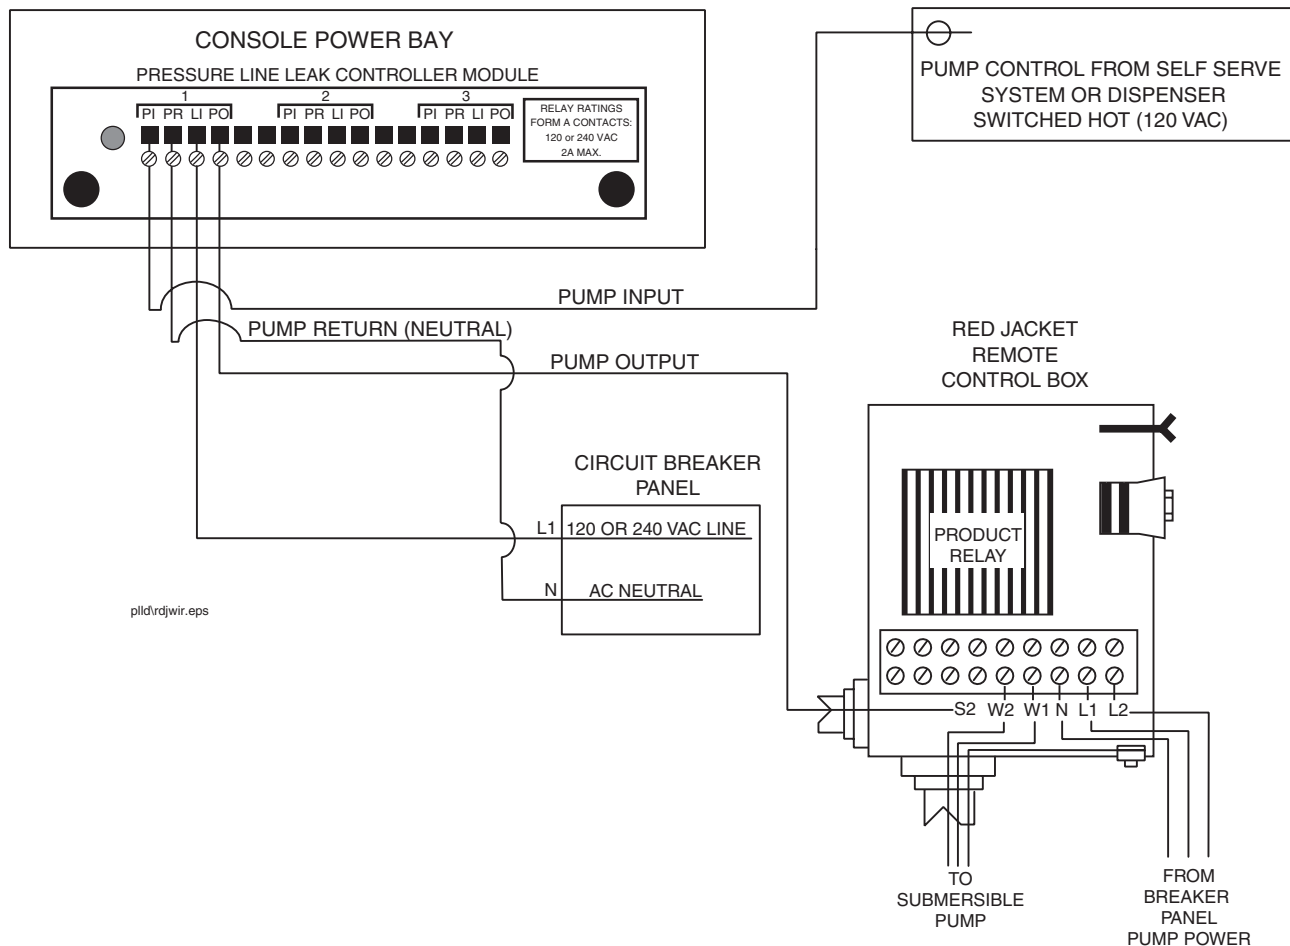 CONSOLE POWER BAY
PRESSURE LINE LEAK CONTROLLER MODULE
1 2 3
PI PR LI PO PI PR LI PO PI PR LI PO
RELAY RATINGS
FORM A CONTACTS:
120 or 240 VAC
2A MAX.
PUMP CONTROL FROM SELF SERVE
SYSTEM OR DISPENSER
SWITCHED HOT (120 VAC)
PUMP INPUT
PUMP RETURN (NEUTRAL)
PUMP OUTPUT
RED JACKET
REMOTE
CONTROL BOX
CIRCUIT BREAKER
PANEL
L1 120 OR 240 VAC LINE
N AC NEUTRAL
PRODUCT
RELAY
plld\rdjwir.eps
S2 W2 W1 N L1 L2
TO
SUBMERSIBLE
PUMP
FROM
BREAKER
PANEL
PUMP POWER